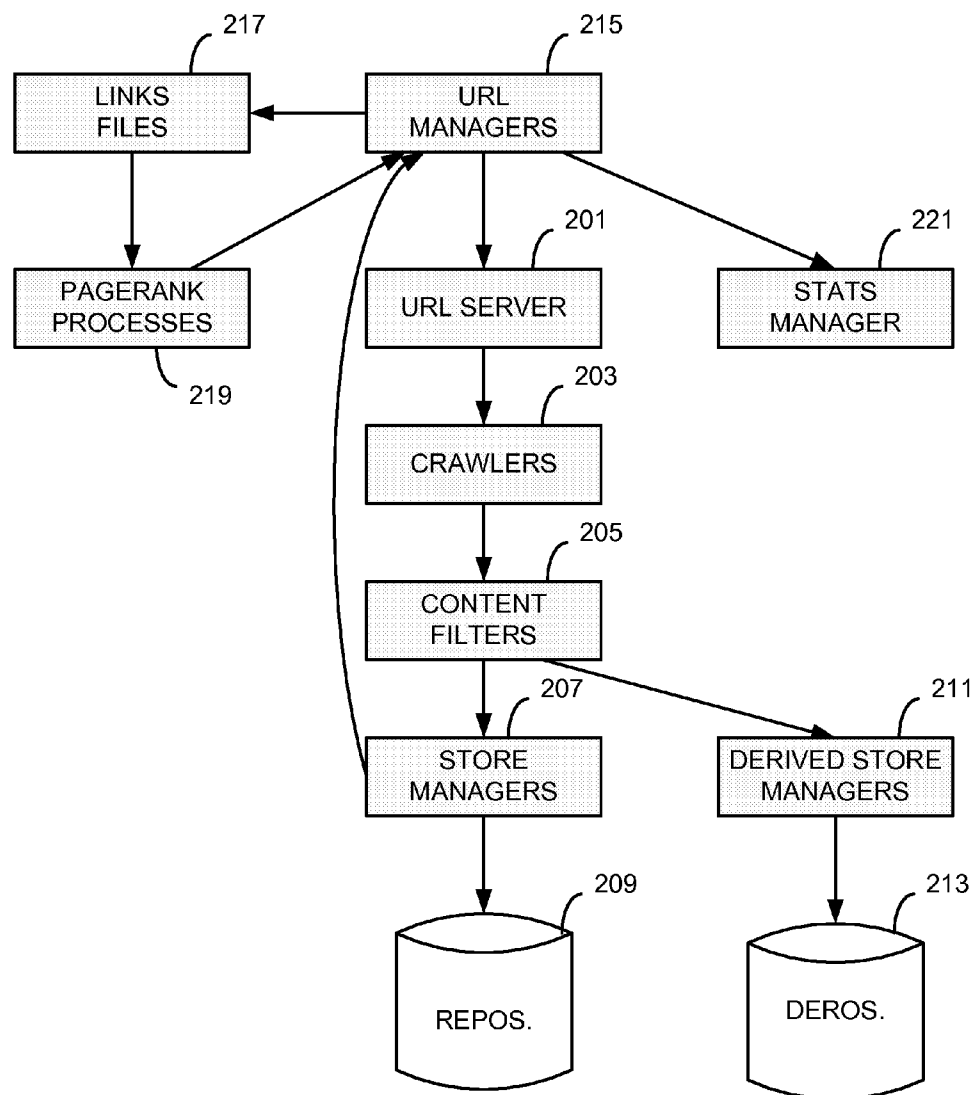 217
215
LINKS
FILES
URL
MANAGERS
201
221
PAGERANK
PROCESSES
URL SERVER
STATS
MANAGER
219
203
CRAWLERS
205
CONTENT
FILTERS
207
211
STORE
MANAGERS
DERIVED STORE
MANAGERS
209
213
REPOS.
DEROS.